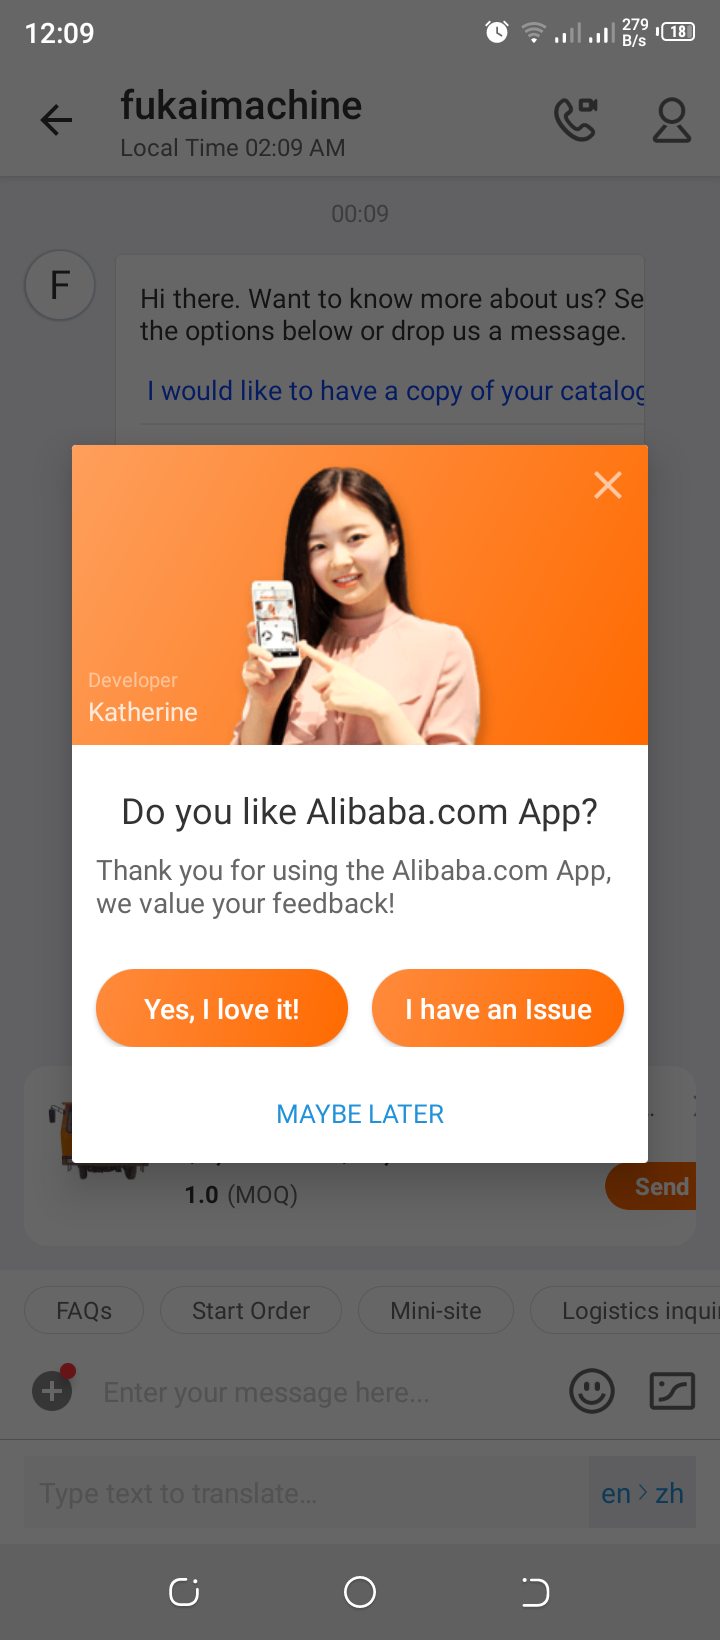 12:09
279
B/s
18
fukaimachine
Local Time 02:09 AM
00:09
F
Hi there. Want to know more about us? Se
the options below or drop us a message.
I would like to have a copy of your catalog
Developer
Katherine
Do you like Alibaba.com App?
Thank you for using the Alibaba.com App,
we value your feedback!
Yes, I love it!
I have an Issue
MAYBE LATER
1.0 (MOQ)
Send
FAQs
Start Order
Mini-site
Logistics inqui
Enter your message here...
Type text to translate...
en > zh